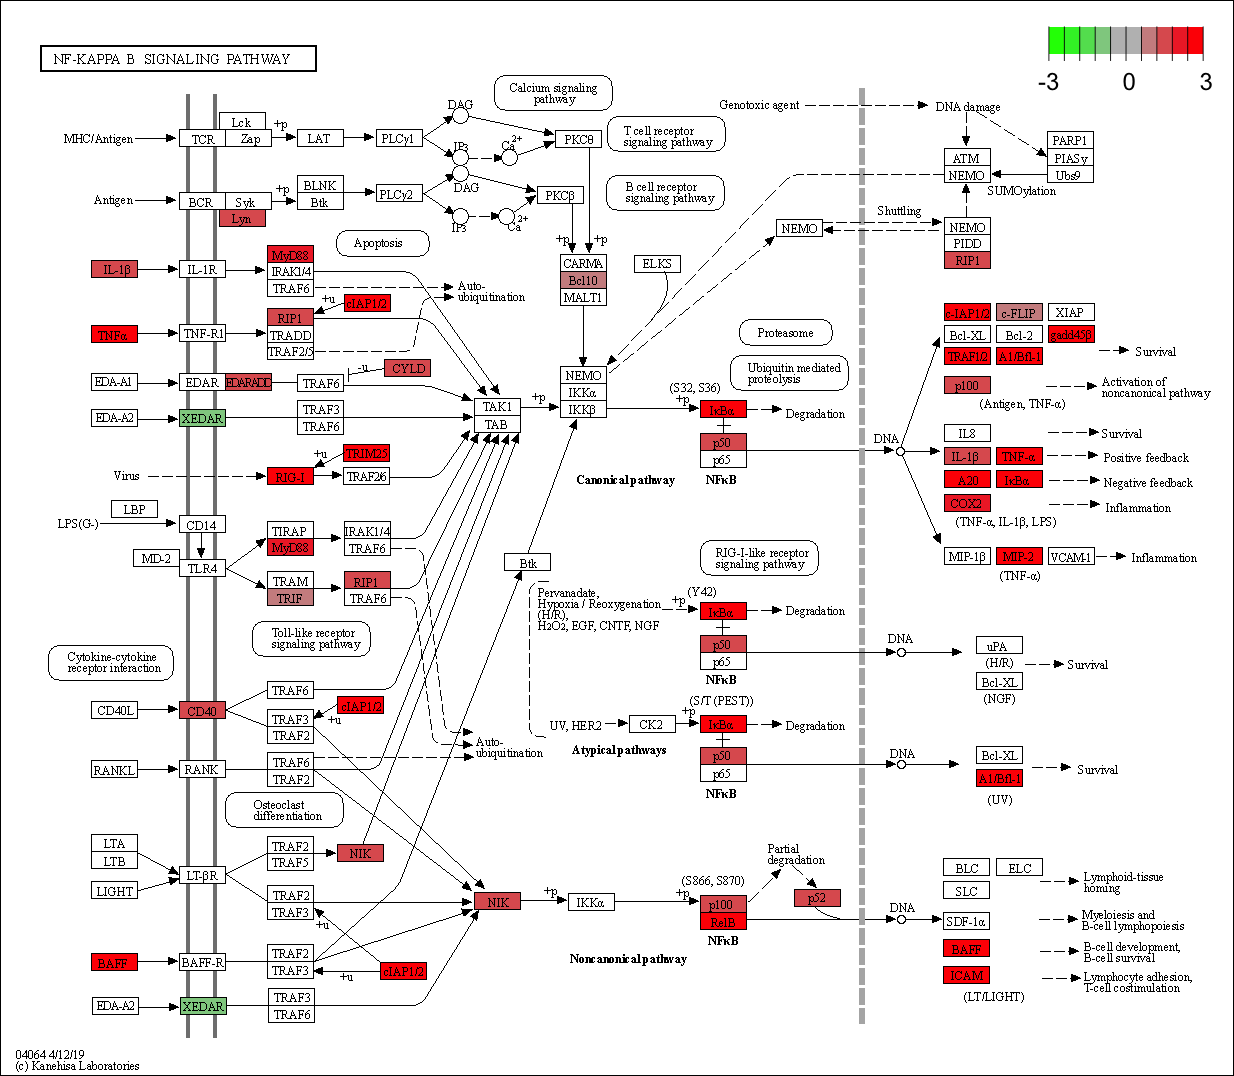 NF-KAPPA B SIGNALING PATHWAY
-3 0 3
Calcium signaling
pathway
T cell receptor
signaling pathway
B cell receptor
signaling pathway
Genotoxic agent
DNA damage
MHC/Antigen
TCR
Lck
Zap
+p
LAT
PLCγ1
DAG
IP3
Ca2+
PKCθ
ATM
NEMO
PARP1
PIASy
Ubs9
SUMOylation
Antigen
BCR
Syk
Lyn
+p
BLNK
Btk
PLCγ2
DAG
IP3
Ca2+
PKCβ
+p
+p
NEMO
Shuttling
NEMO
PIDD
RIP1
Apoptosis
IL-1β
IL-1R
MyD88
IRAK1/4
TRAF6
Auto-
ubiquitination
CARMA
Bcl10
MALT1
ELKS
+u
cIAP1/2
TNFα
TNF-R1
RIP1
TRADD
TRAF2/5
Proteasome
Ubiquitin mediated
proteolysis
c-IAP1/2
c-FLIP
XIAP
Bcl-XL
Bcl-2
gadd45β
TRAF1/2
A1/Bfl-1
Survival
EDA-A1
EDAR
EDARADD
TRAF6
-u
CYLD
NEMO
IKKα
IKKβ
(S32, S36)
+p
IκBα
Degradation
p100
Activation of
noncanonical pathway
(Antigen, TNF-α)
EDA-A2
XEDAR
TRAF3
TRAF6
TAK1
TAB
+p
p50
p65
NFκB
Canonical pathway
DNA
IL8
Survival
IL-1β
TNF-α
Positive feedback
A20
IκBα
Negative feedback
COX2
Inflammation
(TNF-α, IL-1β, LPS)
Virus
RIG-I
+u
TRIM25
TRAF2/6
LBP
LPS(G-)
CD14
MD-2
TLR4
TIRAP
MyD88
IRAK1/4
TRAF6
TRAM
TRIF
RIP1
TRAF6
Btk
RIG-I-like receptor
signaling pathway
MIP-1β
MIP-2
VCAM-1
Inflammation
(TNF-α)
Pervanadate,
Hypoxia / Reoxygenation
(H/R),
H2O2, EGF, CNTF, NGF
+p
(Y42)
IκBα
Degradation
p50
p65
NFκB
DNA
uPA
(H/R)
Bcl-XL
(NGF)
Survival
Toll-like receptor
signaling pathway
Cytokine-cytokine
receptor interaction
CD40L
CD40
TRAF6
TRAF3
TRAF2
+u
cIAP1/2
Auto-
ubiquitination
UV, HER2
CK2
+p
(S/T (PEST))
IκBα
Degradation
Atypical pathways
p50
p65
NFκB
DNA
Bcl-XL
A1/Bfl-1
(UV)
Survival
RANKL
RANK
TRAF6
TRAF2
Osteoclast
differentiation
LTA
LTB
LIGHT
LT-βR
TRAF2
TRAF5
NIK
TRAF2
TRAF3
+u
NIK
+p
IKKα
+p
(S866, S870)
p100
RelB
NFκB
Partial
degradation
p52
DNA
BLC
ELC
SLC
Lymphoid-tissue
homing
SDF-1α
Myeloiesis and
B-cell lymphopoiesis
BAFF
B-cell development,
B-cell survival
ICAM
Lymphocyte adhesion,
T-cell costimulation
(LT/LIGHT)
BAFF
BAFF-R
TRAF2
TRAF3
+u
cIAP1/2
Noncanonical pathway
EDA-A2
XEDAR
TRAF3
TRAF6
04064 4/12/19
(c) Kanehisa Laboratories